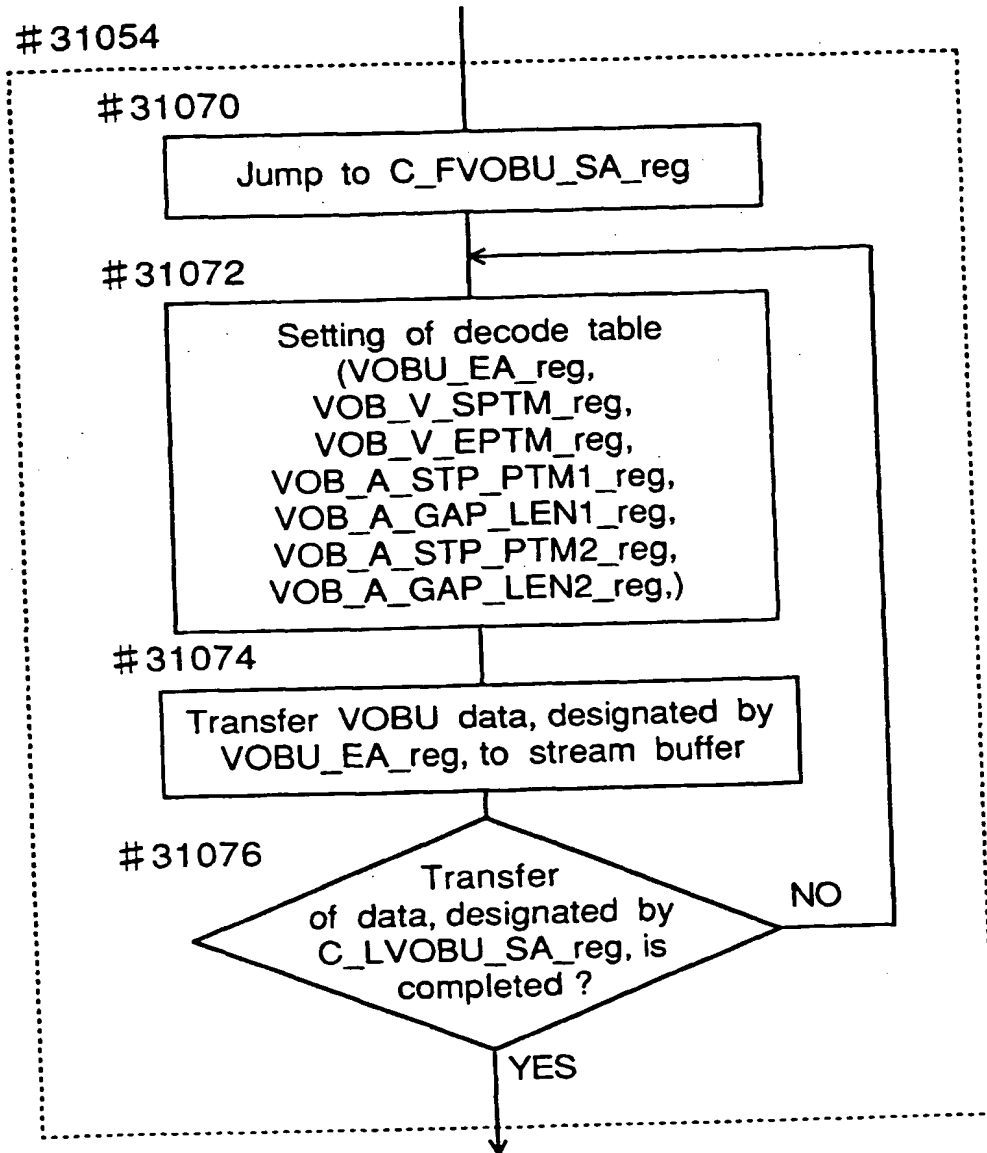 #31054
#31070
Jump to C_FVOBU_SA_reg
#31072
Setting of decode table
(VOBU_EA_reg,
VOB_V_SPTM_reg,
VOB_V_EPTM_reg,
VOB_A_STP_PTM1_reg,
VOB_A_GAP_LEN1_reg,
VOB_A_STP_PTM2_reg,
VOB_A_GAP_LEN2_reg,)
#31074
Transfer VOBU data, designated by
VOBU_EA_reg, to stream buffer
#31076
Transfer
of data, designated by
C_LVOBU_SA_reg, is
completed ?
NO
YES